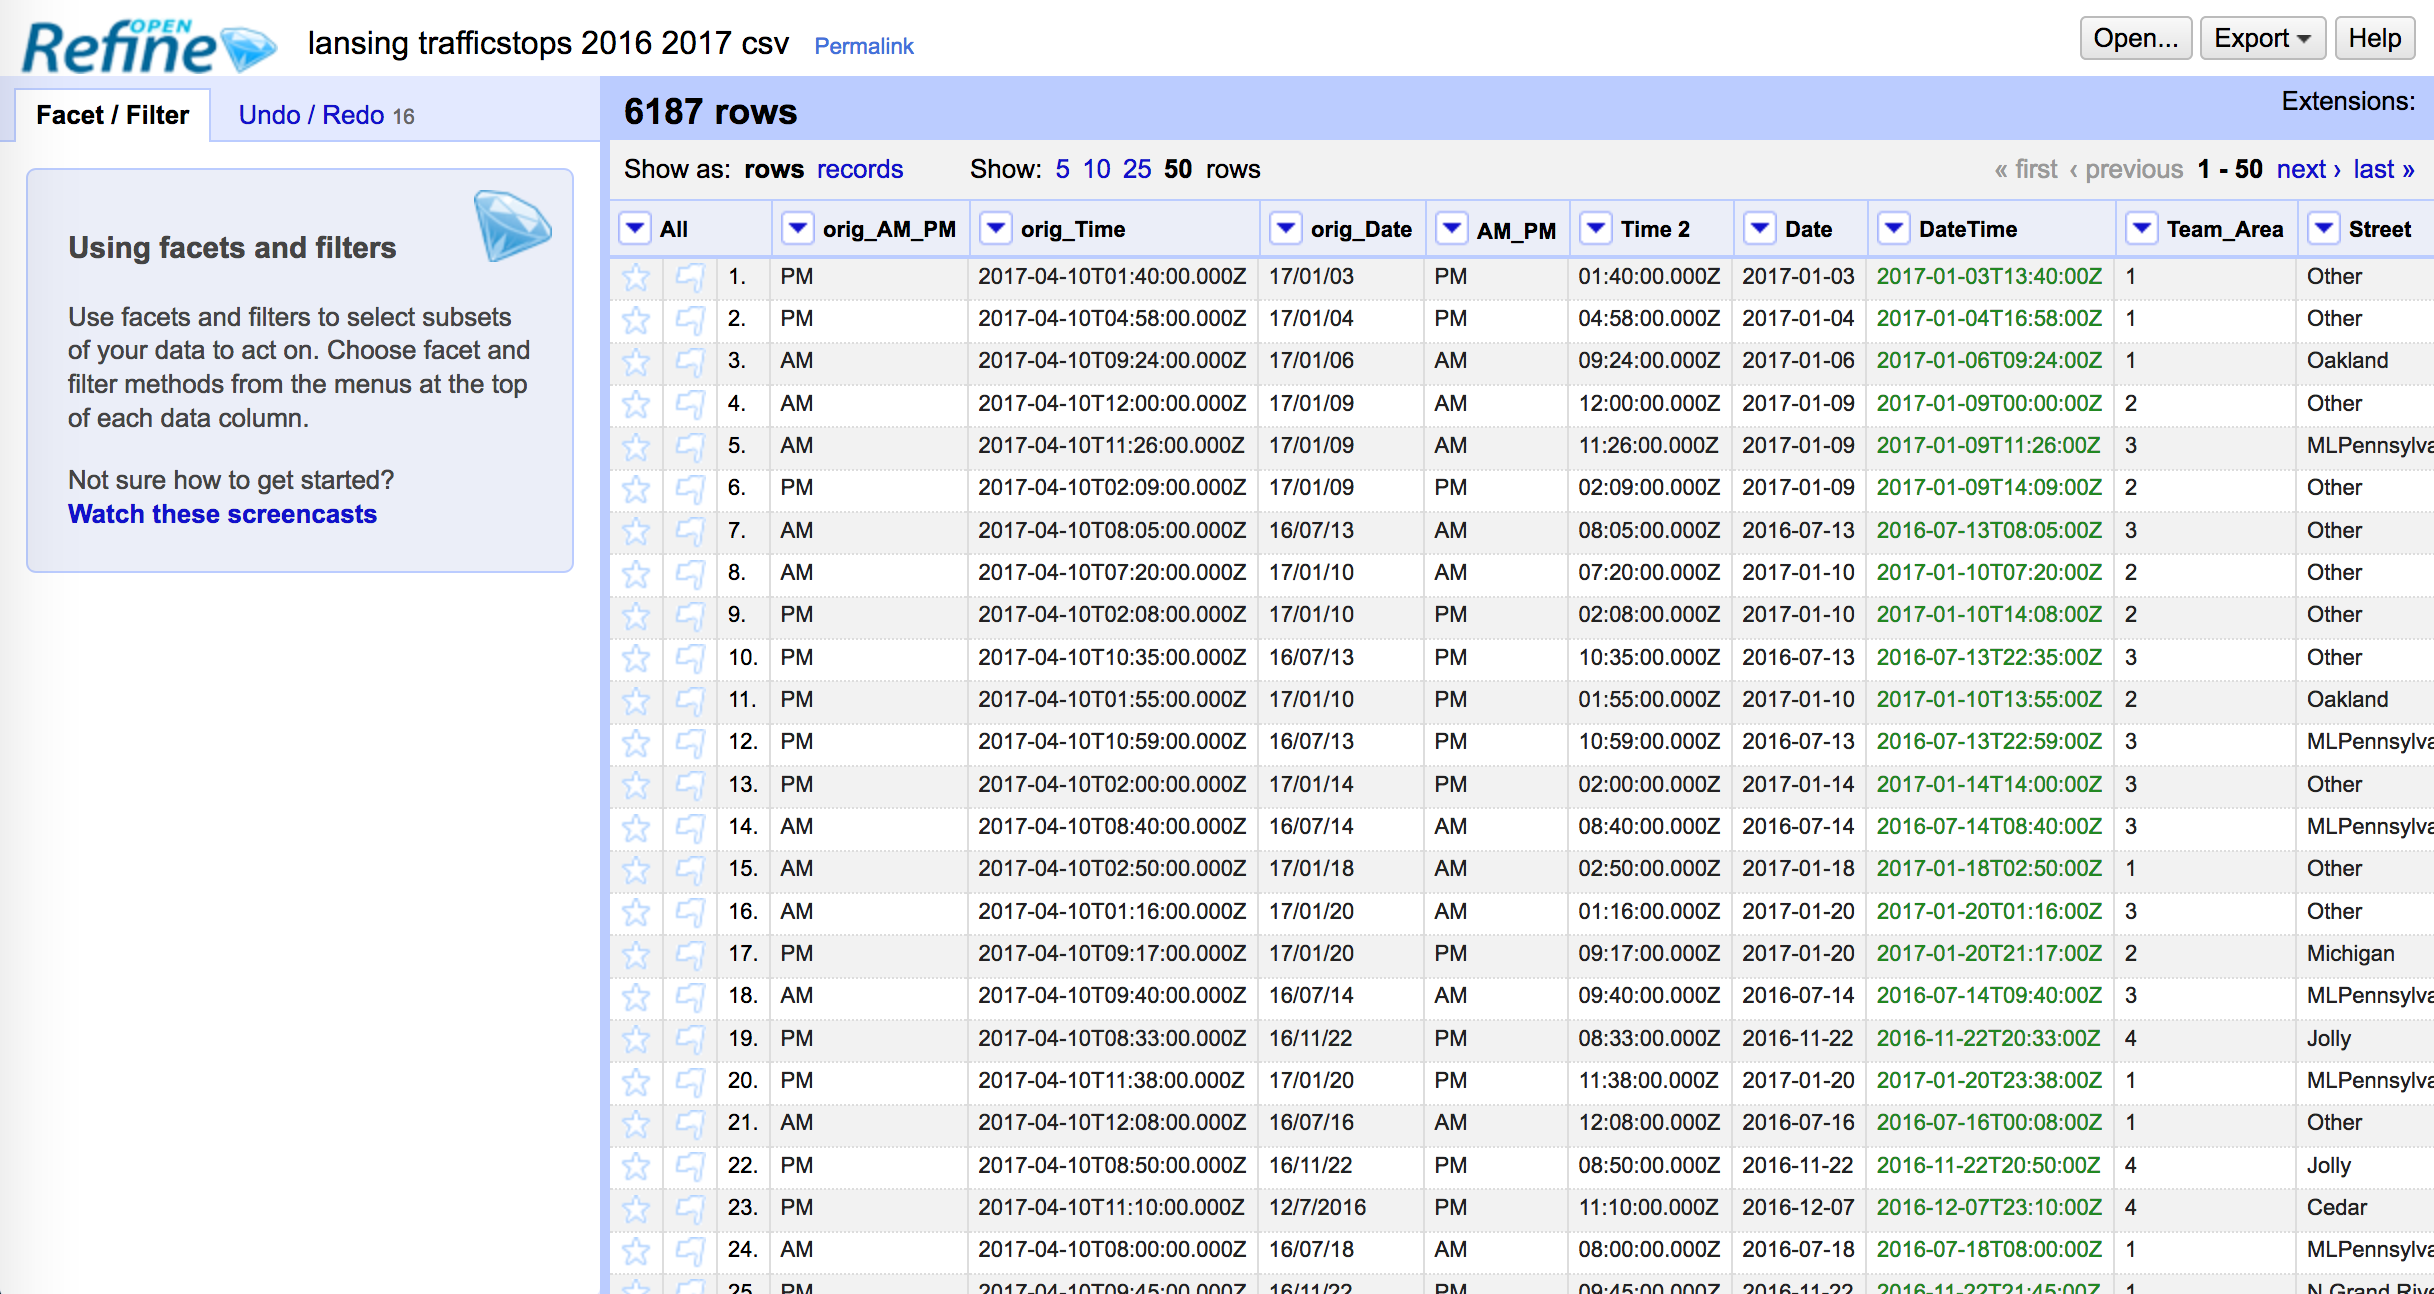 OPEN
Refine lansing trafficstops 2016 2017 csv Permalink Open... Export Help
Facet / Filter Undo / Redo 16
6187 rows Extensions:
Show as: rows records Show: 5 10 25 50 rows « first ‹ previous 1 - 50 next › last »
Using facets and filters
Use facets and filters to select subsets
of your data to act on. Choose facet and
filter methods from the menus at the top
of each data column.
Not sure how to get started?
Watch these screencasts
All orig_AM_PM orig_Time orig_Date AM_PM Time 2 Date DateTime Team_Area Street
1. PM 2017-04-10T01:40:00.000Z 17/01/03 PM 01:40:00.000Z 2017-01-03 2017-01-03T13:40:00Z 1 Other
2. PM 2017-04-10T04:58:00.000Z 17/01/04 PM 04:58:00.000Z 2017-01-04 2017-01-04T16:58:00Z 1 Other
3. AM 2017-04-10T09:24:00.000Z 17/01/06 AM 09:24:00.000Z 2017-01-06 2017-01-06T09:24:00Z 1 Oakland
4. AM 2017-04-10T12:00:00.000Z 17/01/09 AM 12:00:00.000Z 2017-01-09 2017-01-09T00:00:00Z 2 Other
5. AM 2017-04-10T11:26:00.000Z 17/01/09 AM 11:26:00.000Z 2017-01-09 2017-01-09T11:26:00Z 3 MLPennsylva
6. PM 2017-04-10T02:09:00.000Z 17/01/09 PM 02:09:00.000Z 2017-01-09 2017-01-09T14:09:00Z 2 Other
7. AM 2017-04-10T08:05:00.000Z 16/07/13 AM 08:05:00.000Z 2016-07-13 2016-07-13T08:05:00Z 3 Other
8. AM 2017-04-10T07:20:00.000Z 17/01/10 AM 07:20:00.000Z 2017-01-10 2017-01-10T07:20:00Z 2 Other
9. PM 2017-04-10T02:08:00.000Z 17/01/10 PM 02:08:00.000Z 2017-01-10 2017-01-10T14:08:00Z 2 Other
10. PM 2017-04-10T10:35:00.000Z 16/07/13 PM 10:35:00.000Z 2016-07-13 2016-07-13T22:35:00Z 3 Other
11. PM 2017-04-10T01:55:00.000Z 17/01/10 PM 01:55:00.000Z 2017-01-10 2017-01-10T13:55:00Z 2 Oakland
12. PM 2017-04-10T10:59:00.000Z 16/07/13 PM 10:59:00.000Z 2016-07-13 2016-07-13T22:59:00Z 3 MLPennsylva
13. PM 2017-04-10T02:00:00.000Z 17/01/14 PM 02:00:00.000Z 2017-01-14 2017-01-14T14:00:00Z 3 Other
14. AM 2017-04-10T08:40:00.000Z 16/07/14 AM 08:40:00.000Z 2016-07-14 2016-07-14T08:40:00Z 3 MLPennsylva
15. AM 2017-04-10T02:50:00.000Z 17/01/18 AM 02:50:00.000Z 2017-01-18 2017-01-18T02:50:00Z 1 Other
16. AM 2017-04-10T01:16:00.000Z 17/01/20 AM 01:16:00.000Z 2017-01-20 2017-01-20T01:16:00Z 3 Other
17. PM 2017-04-10T09:17:00.000Z 17/01/20 PM 09:17:00.000Z 2017-01-20 2017-01-20T21:17:00Z 2 Michigan
18. AM 2017-04-10T09:40:00.000Z 16/07/14 AM 09:40:00.000Z 2016-07-14 2016-07-14T09:40:00Z 3 MLPennsylva
19. PM 2017-04-10T08:33:00.000Z 16/11/22 PM 08:33:00.000Z 2016-11-22 2016-11-22T20:33:00Z 4 Jolly
20. PM 2017-04-10T11:38:00.000Z 17/01/20 PM 11:38:00.000Z 2017-01-20 2017-01-20T23:38:00Z 1 MLPennsylva
21. AM 2017-04-10T12:08:00.000Z 16/07/16 AM 12:08:00.000Z 2016-07-16 2016-07-16T00:08:00Z 1 Other
22. PM 2017-04-10T08:50:00.000Z 16/11/22 PM 08:50:00.000Z 2016-11-22 2016-11-22T20:50:00Z 4 Jolly
23. PM 2017-04-10T11:10:00.000Z 12/7/2016 PM 11:10:00.000Z 2016-12-07 2016-12-07T23:10:00Z 4 Cedar
24. AM 2017-04-10T08:00:00.000Z 16/07/18 AM 08:00:00.000Z 2016-07-18 2016-07-18T08:00:00Z 1 MLPennsylva
25. PM 2017-04-10T09:45:00.000Z 16/11/22 PM 09:45:00.000Z 2016-11-22 2016-11-22T21:45:00Z 1 N Grand Rive